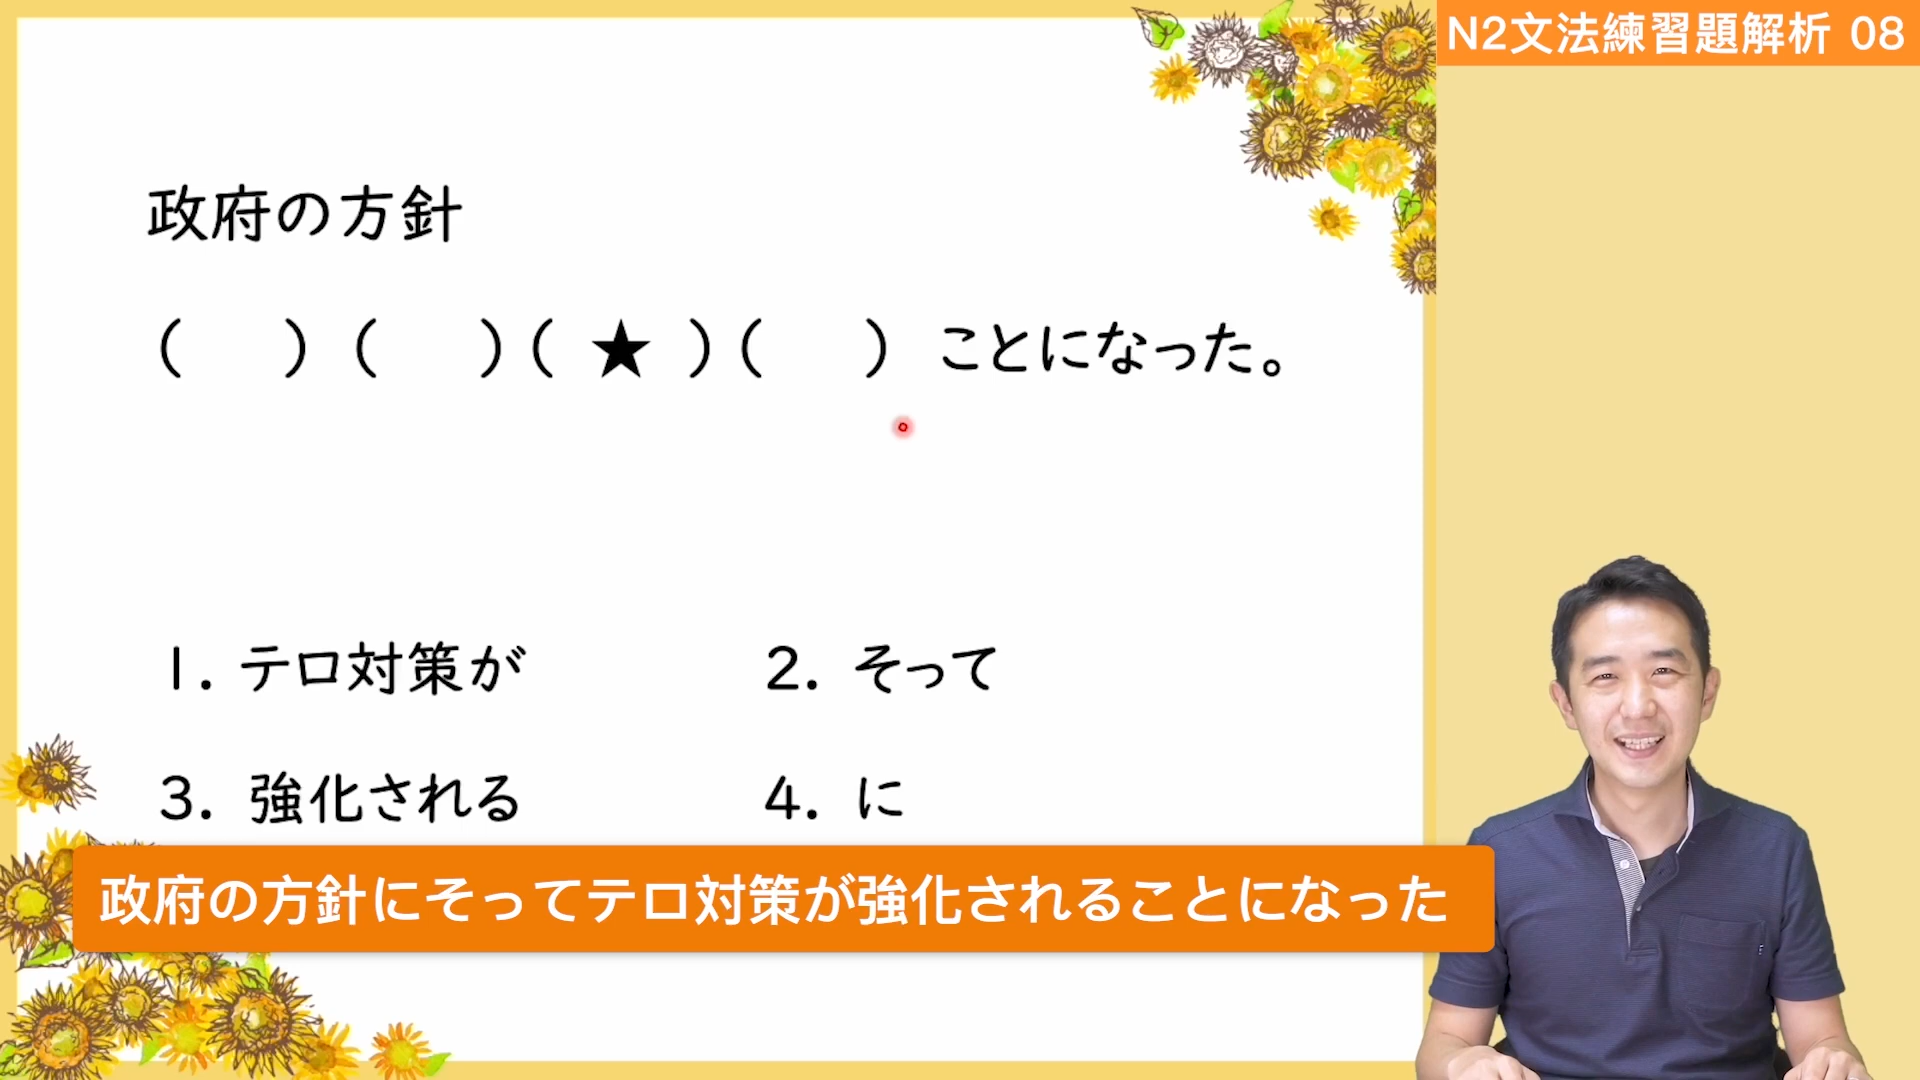 N2文法練習題解析 08
政府の方針
( ) ( ) ( ★ ) ( ) ことになった。
1. テロ対策が 2. そって
3. 強化される 4. に
政府の方針にそってテロ対策が強化されることになった